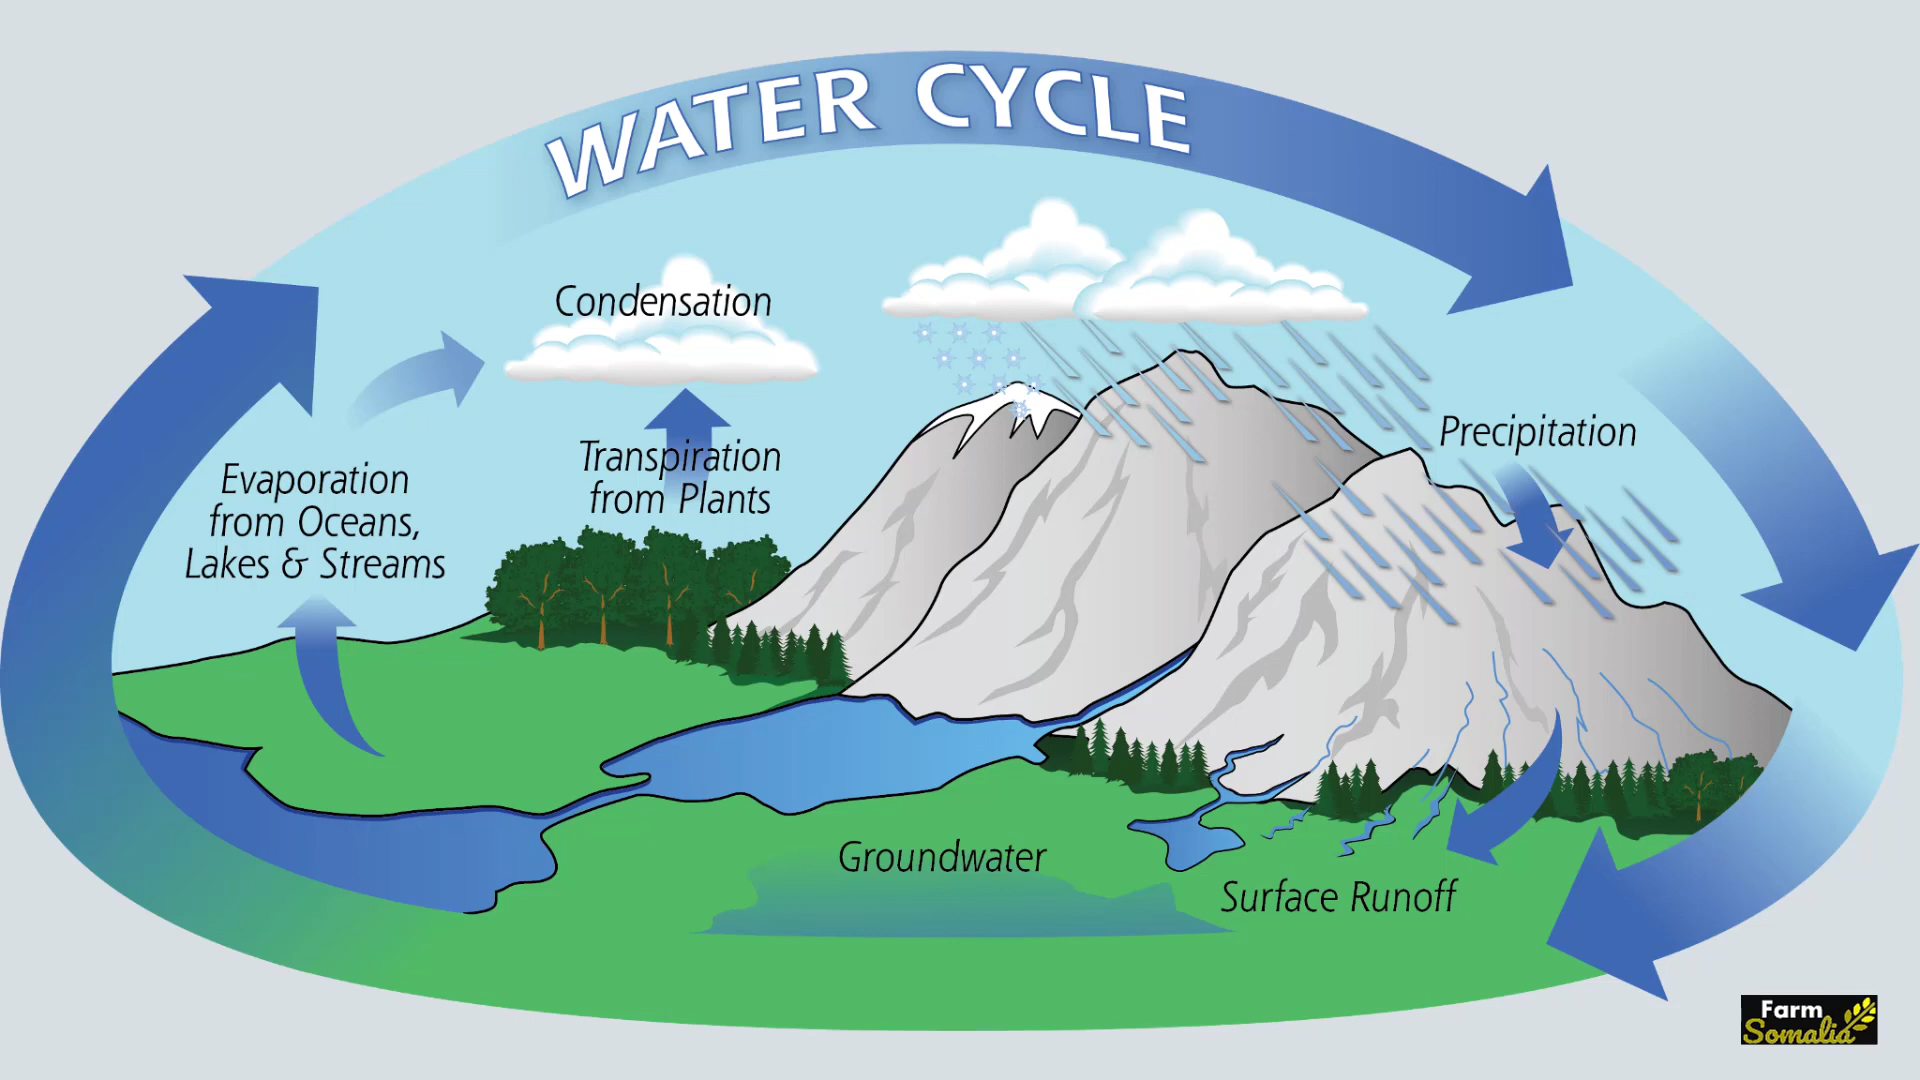 WATER CYCLE
Condensation
Evaporation
from Oceans,
Lakes & Streams
Transpiration
from Plants
Precipitation
Groundwater
Surface Runoff
Farm
Somalia